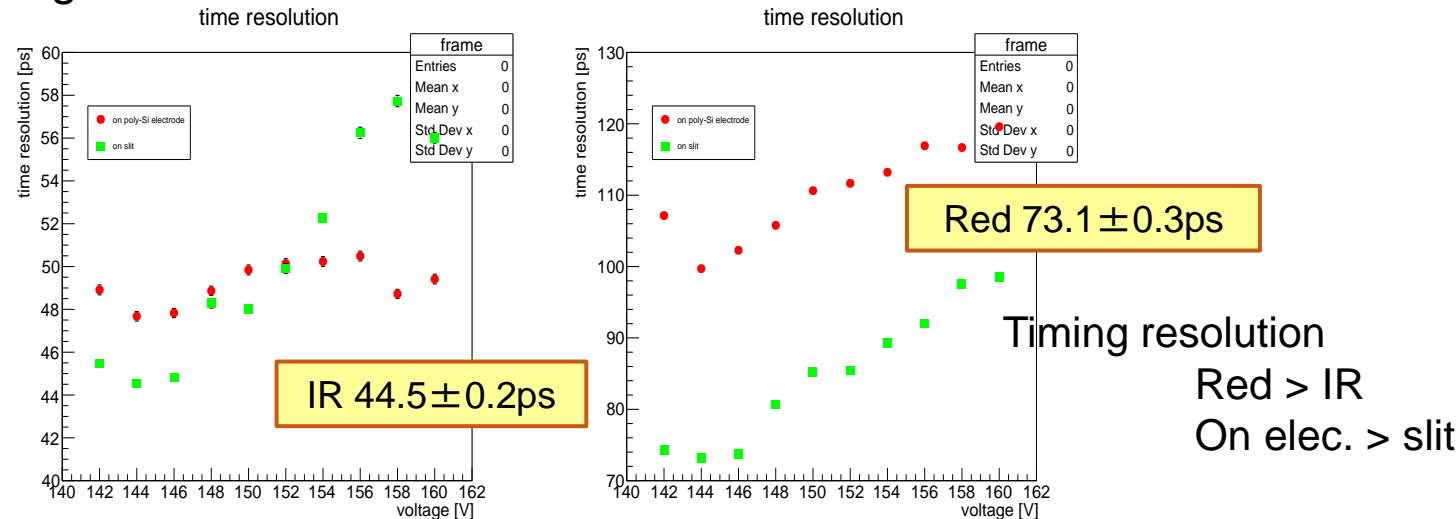 time resolution
time resolution [ps]
60
58
56
54
52
50
48
46
44
42
40
on poly-Si electrode
on slit
frame
Entries 0
Mean x 0
Mean y 0
Std Dev x 0
Std Dev y 0
IR 44.5±0.2ps
140 142 144 146 148 150 152 154 156 158 160 162
voltage [V]
time resolution
time resolution [ps]
130
120
110
100
90
80
70
on poly-Si electrode
on slit
frame
Entries 0
Mean x 0
Mean y 0
Std Dev x 0
Std Dev y 0
Red 73.1±0.3ps
140 142 144 146 148 150 152 154 156 158 160 162
voltage [V]
Timing resolution
Red > IR
On elec. > slit